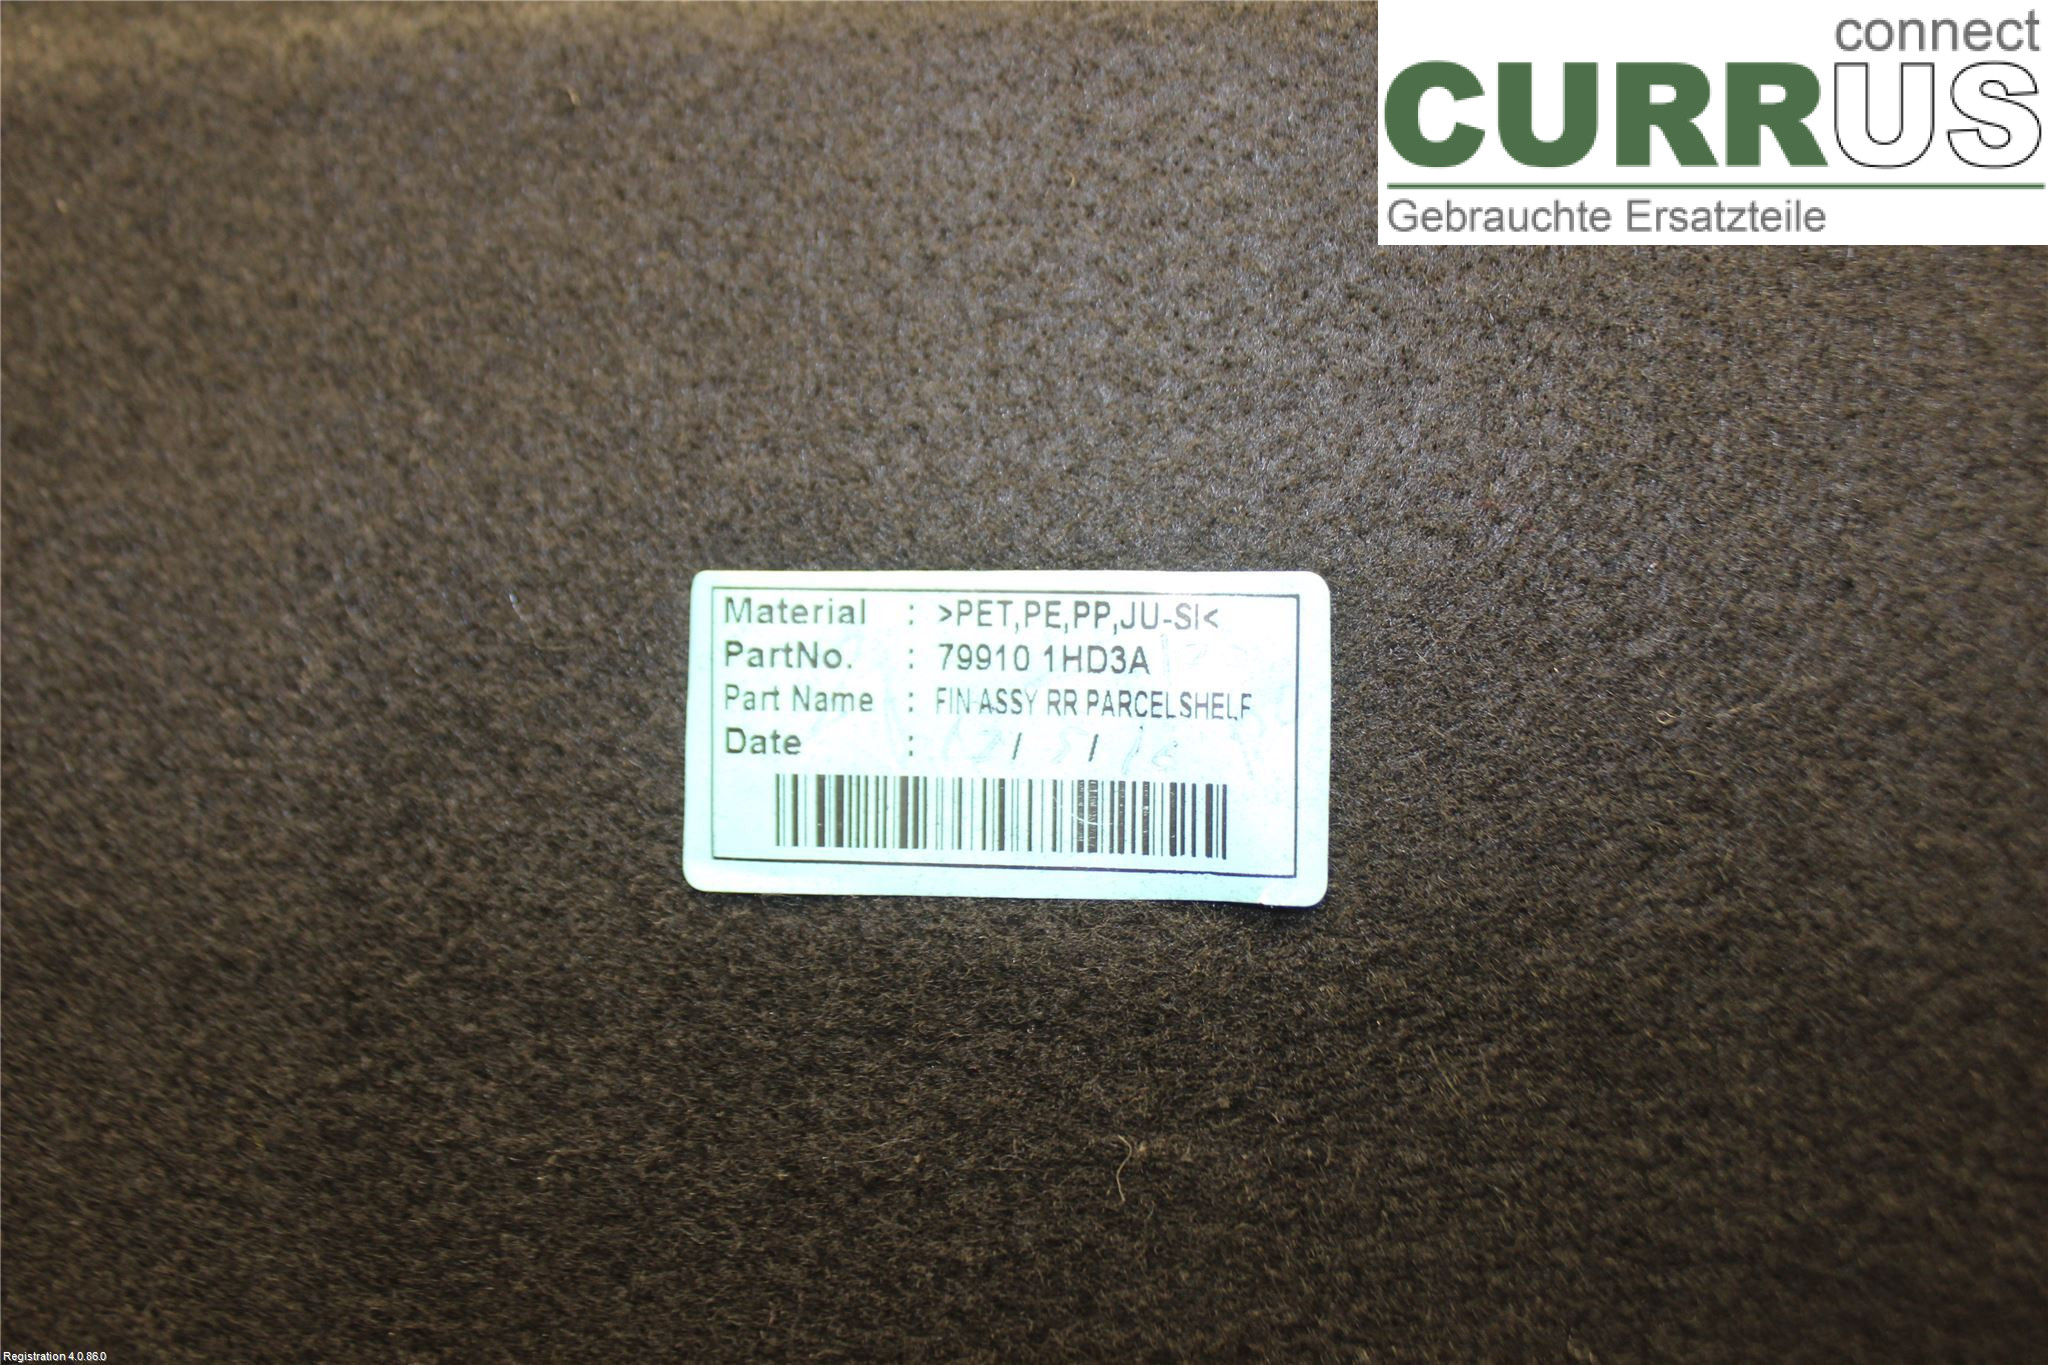 connect
CURRUS
Gebrauchte Ersatzteile
Material : >PET,PE,PP,JU-SI<
PartNo. : 79910 1HD3A
Part Name : FIN-ASSY RR PARCELSHELF
Date : / /
Registration 4.0.86.0